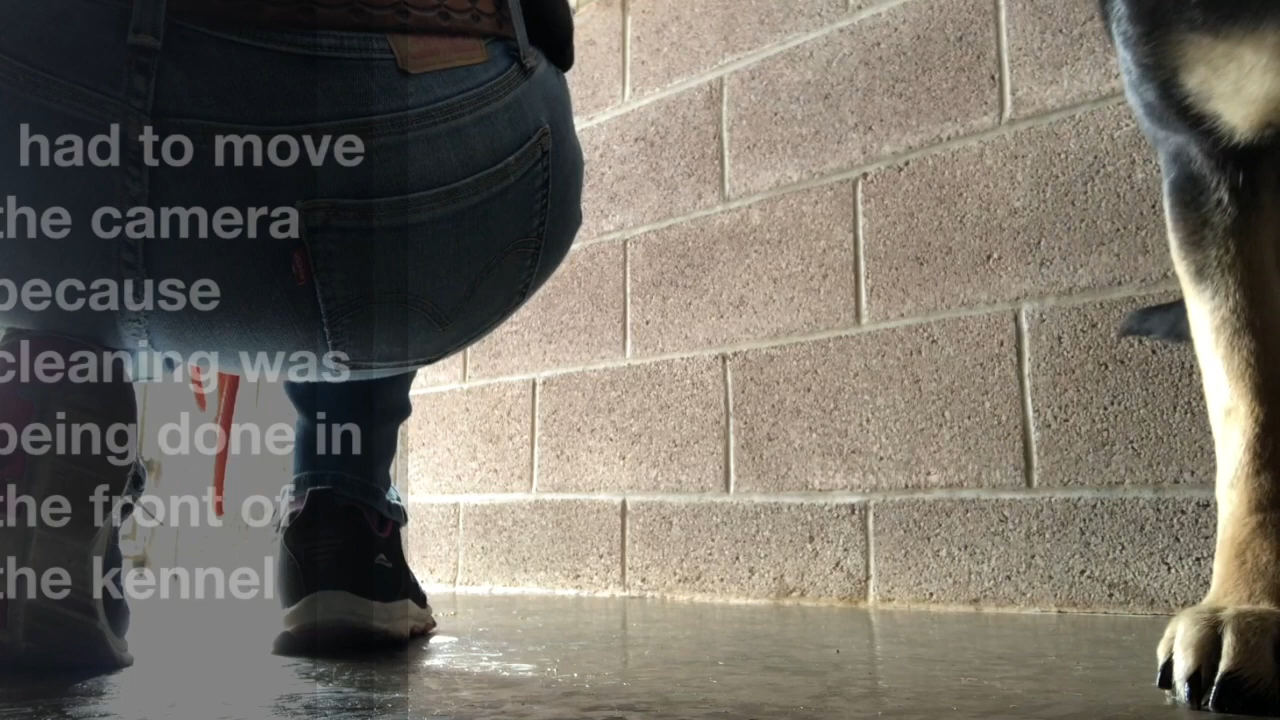 had to move
the camera
because
cleaning was
being done in
the front of
the kennel